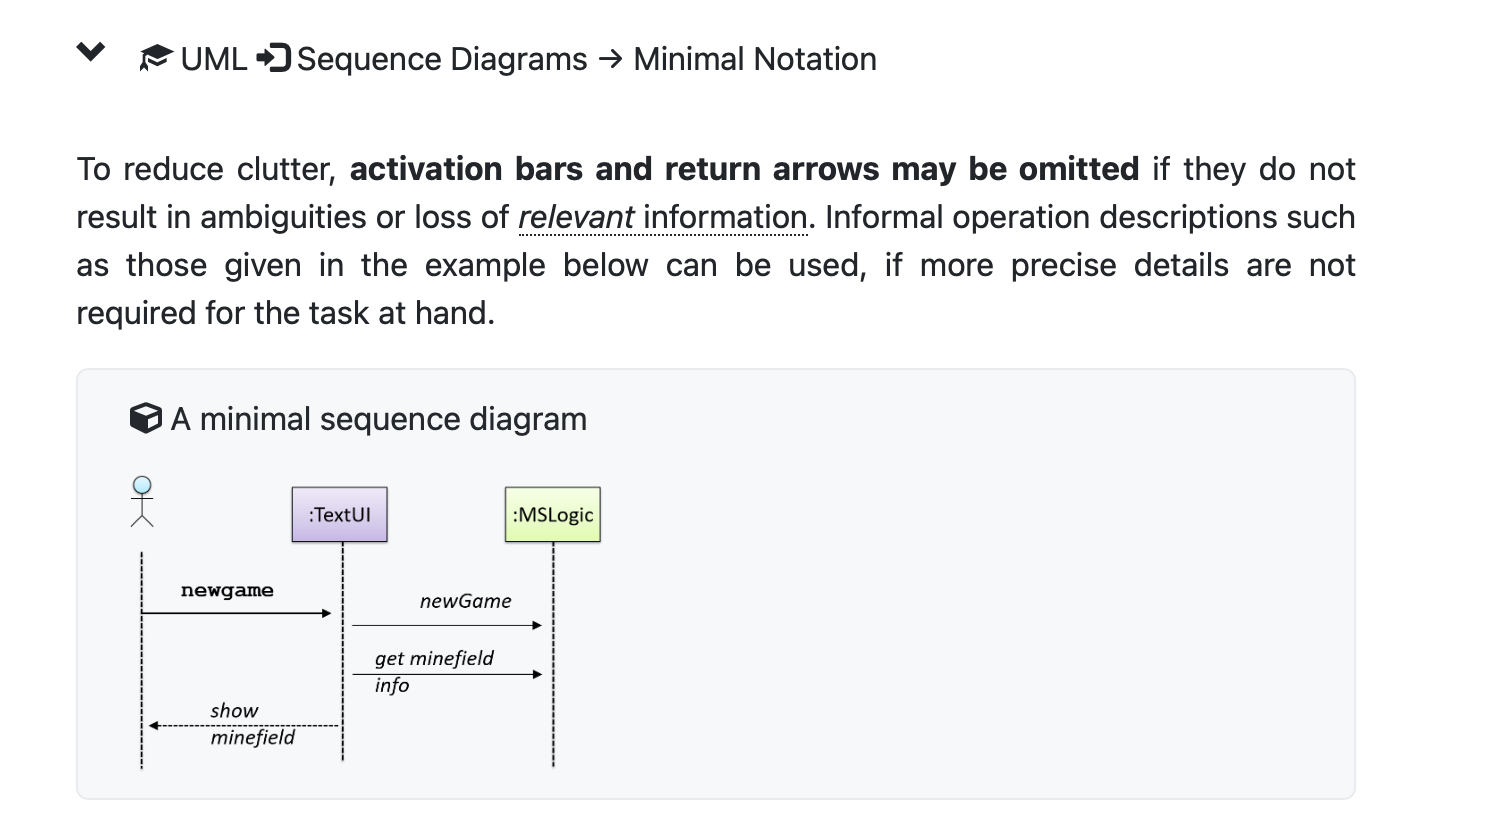 UML Sequence Diagrams → Minimal Notation
To reduce clutter, activation bars and return arrows may be omitted if they do not
result in ambiguities or loss of relevant information. Informal operation descriptions such
as those given in the example below can be used, if more precise details are not
required for the task at hand.
A minimal sequence diagram
:TextUI
:MSLogic
newgame
newGame
get minefield
info
show
minefield